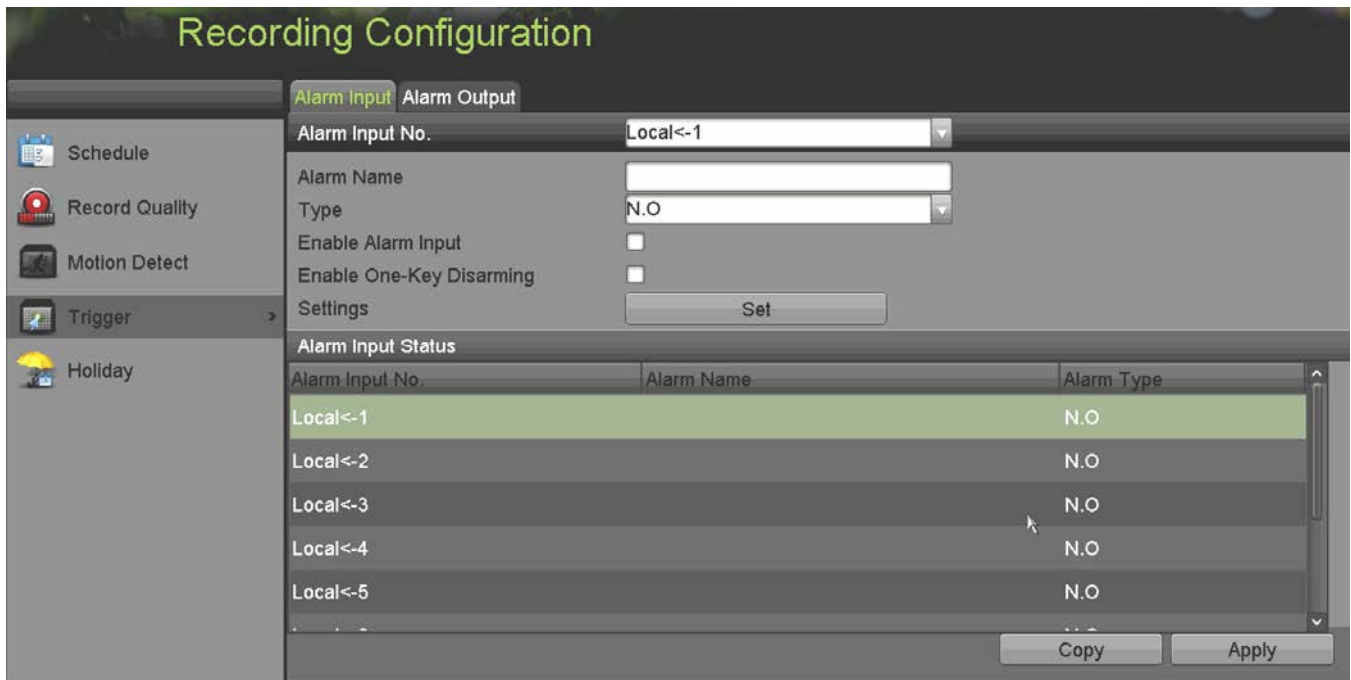 Recording Configuration
Alarm Input Alarm Output
Alarm Input No. Local<-1
Schedule
Alarm Name
Record Quality
Type N.O
Enable Alarm Input
Motion Detect
Enable One-Key Disarming
Trigger
Settings Set
Alarm Input Status
Holiday
Alarm Input No. Alarm Name Alarm Type
Local<-1 N.O
Local<-2 N.O
Local<-3 N.O
Local<-4 N.O
Local<-5 N.O
Copy Apply